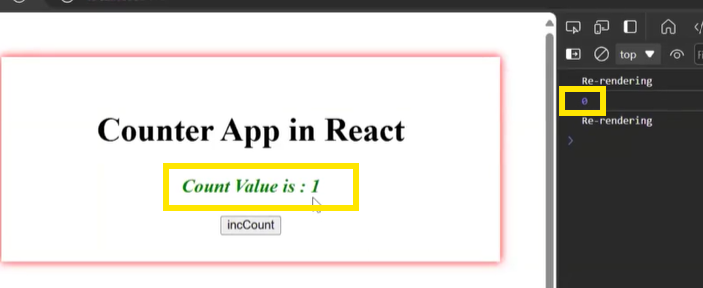 top
Re-rendering
0
Re-rendering
Counter App in React
Count Value is : 1
incCount